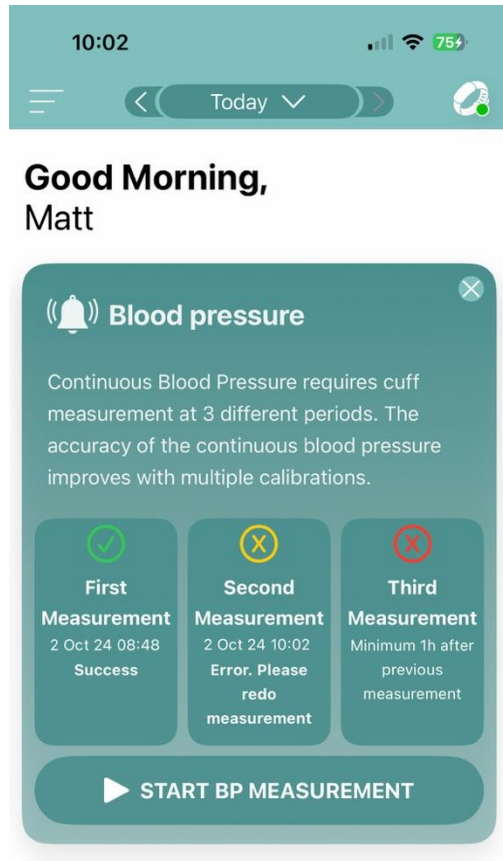 10:02
75
Today
Good Morning,
Matt
Blood pressure
Continuous Blood Pressure requires cuff
measurement at 3 different periods. The
accuracy of the continuous blood pressure
improves with multiple calibrations.
First
Measurement
2 Oct 24 08:48
Success
Second
Measurement
2 Oct 24 10:02
Error. Please
redo
measurement
Third
Measurement
Minimum 1h after
previous
measurement
START BP MEASUREMENT